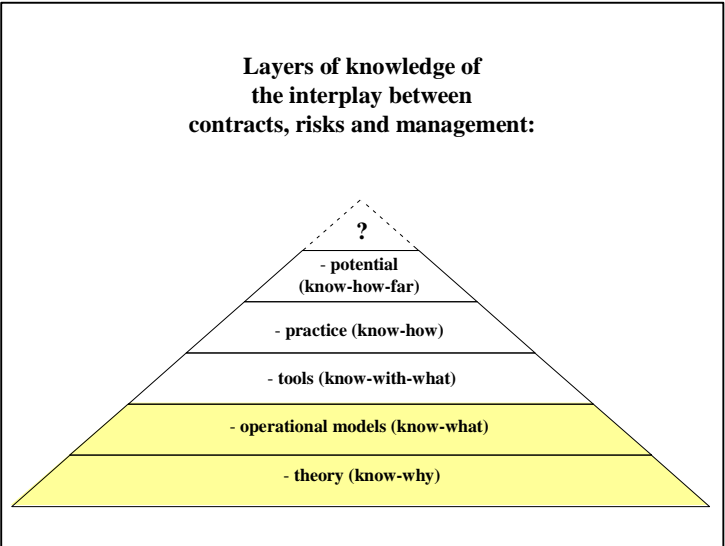 Layers of knowledge of
the interplay between
contracts, risks and management:
?
- potential
(know-how-far)
- practice (know-how)
- tools (know-with-what)
- operational models (know-what)
- theory (know-why)